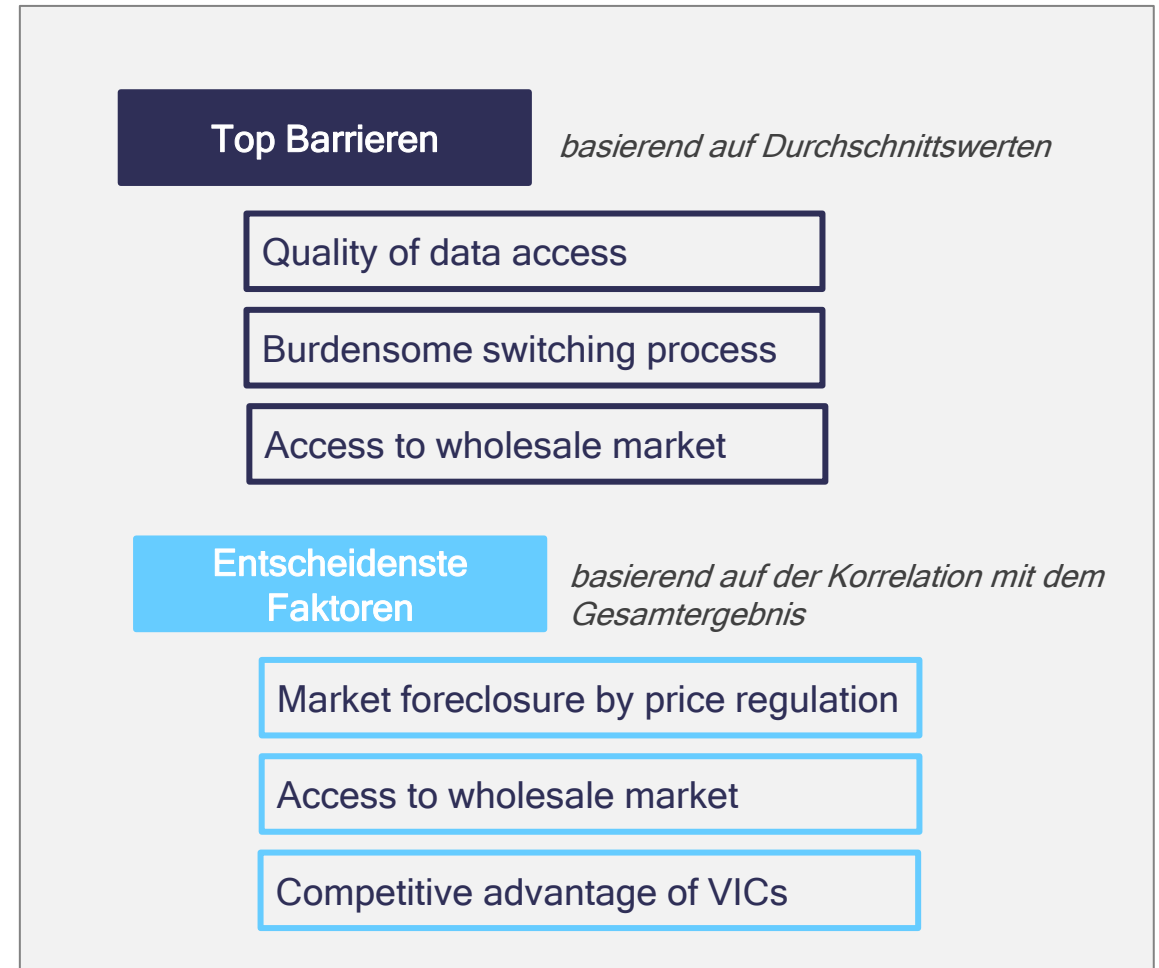 Top Barrieren
basierend auf Durchschnittswerten
Quality of data access
Burdensome switching process
Access to wholesale market
Entscheidenste
Faktoren
basierend auf der Korrelation mit dem
Gesamtergebnis
Market foreclosure by price regulation
Access to wholesale market
Competitive advantage of VICs